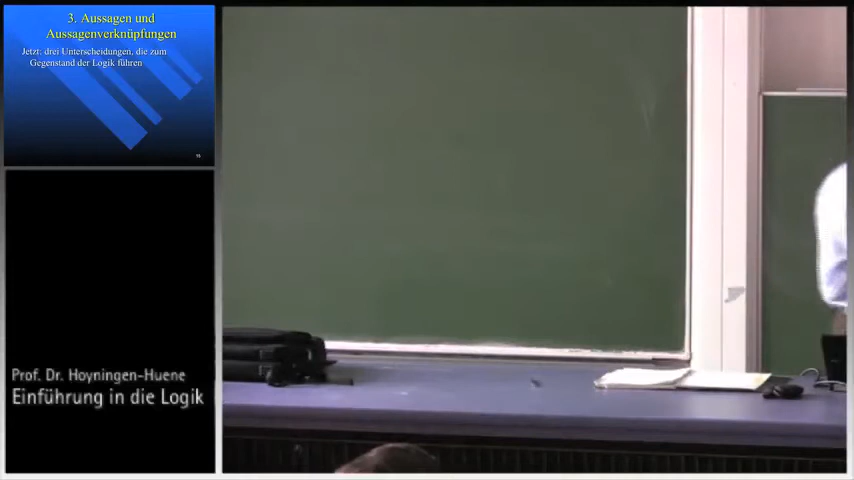 3. Aussagen und
Aussagenverknüpfungen
Jetzt: drei Unterscheidungen, die zum
Gegenstand der Logik führen
Prof. Dr. Hoyningen-Huene
Einführung in die Logik